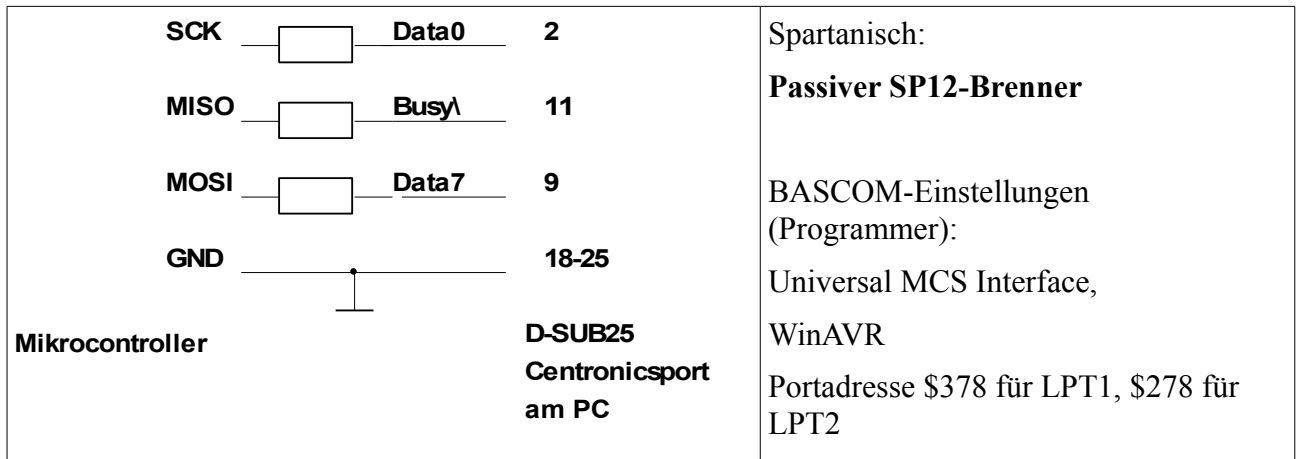 SCK Data0 2
MISO Busy\ 11
MOSI Data7 9
GND 18-25
Mikrocontroller
D-SUB25
Centronicsport
am PC
Spartanisch:
Passiver SP12-Brenner
BASCOM-Einstellungen
(Programmer):
Universal MCS Interface,
WinAVR
Portadresse $378 für LPT1, $278 für
LPT2